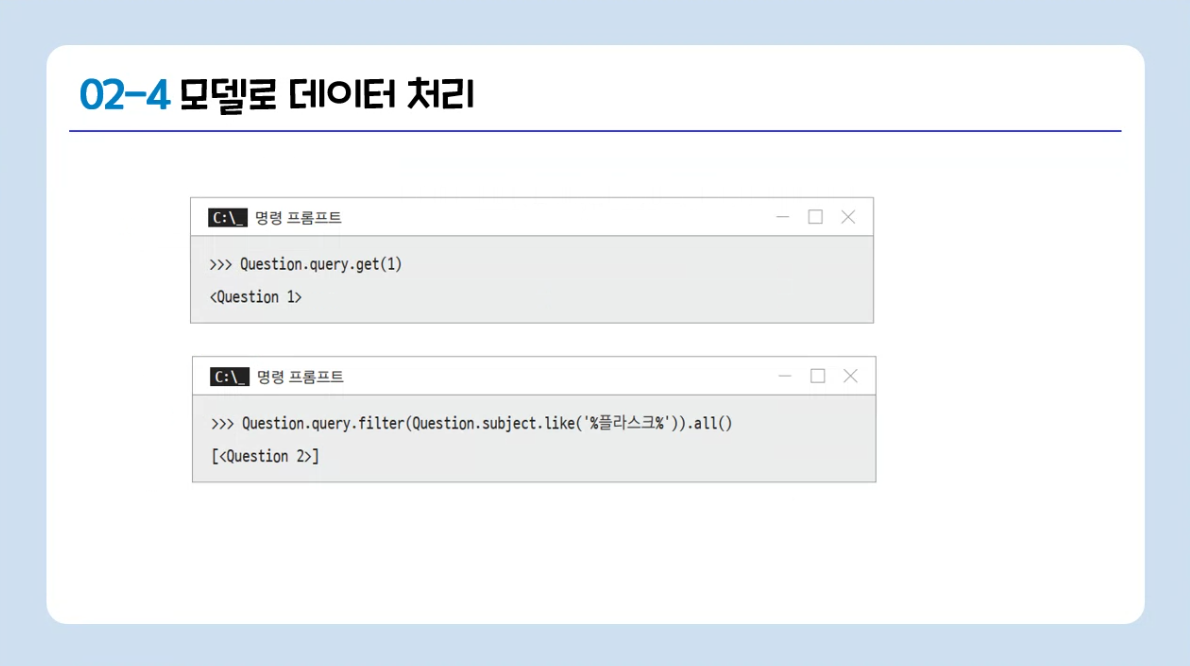 02-4 모델로 데이터 처리
C:\_ 명령 프롬프트
>>> Question.query.get(1)
<Question 1>
C:\_ 명령 프롬프트
>>> Question.query.filter(Question.subject.like('%플라스크%')).all()
[<Question 2>]